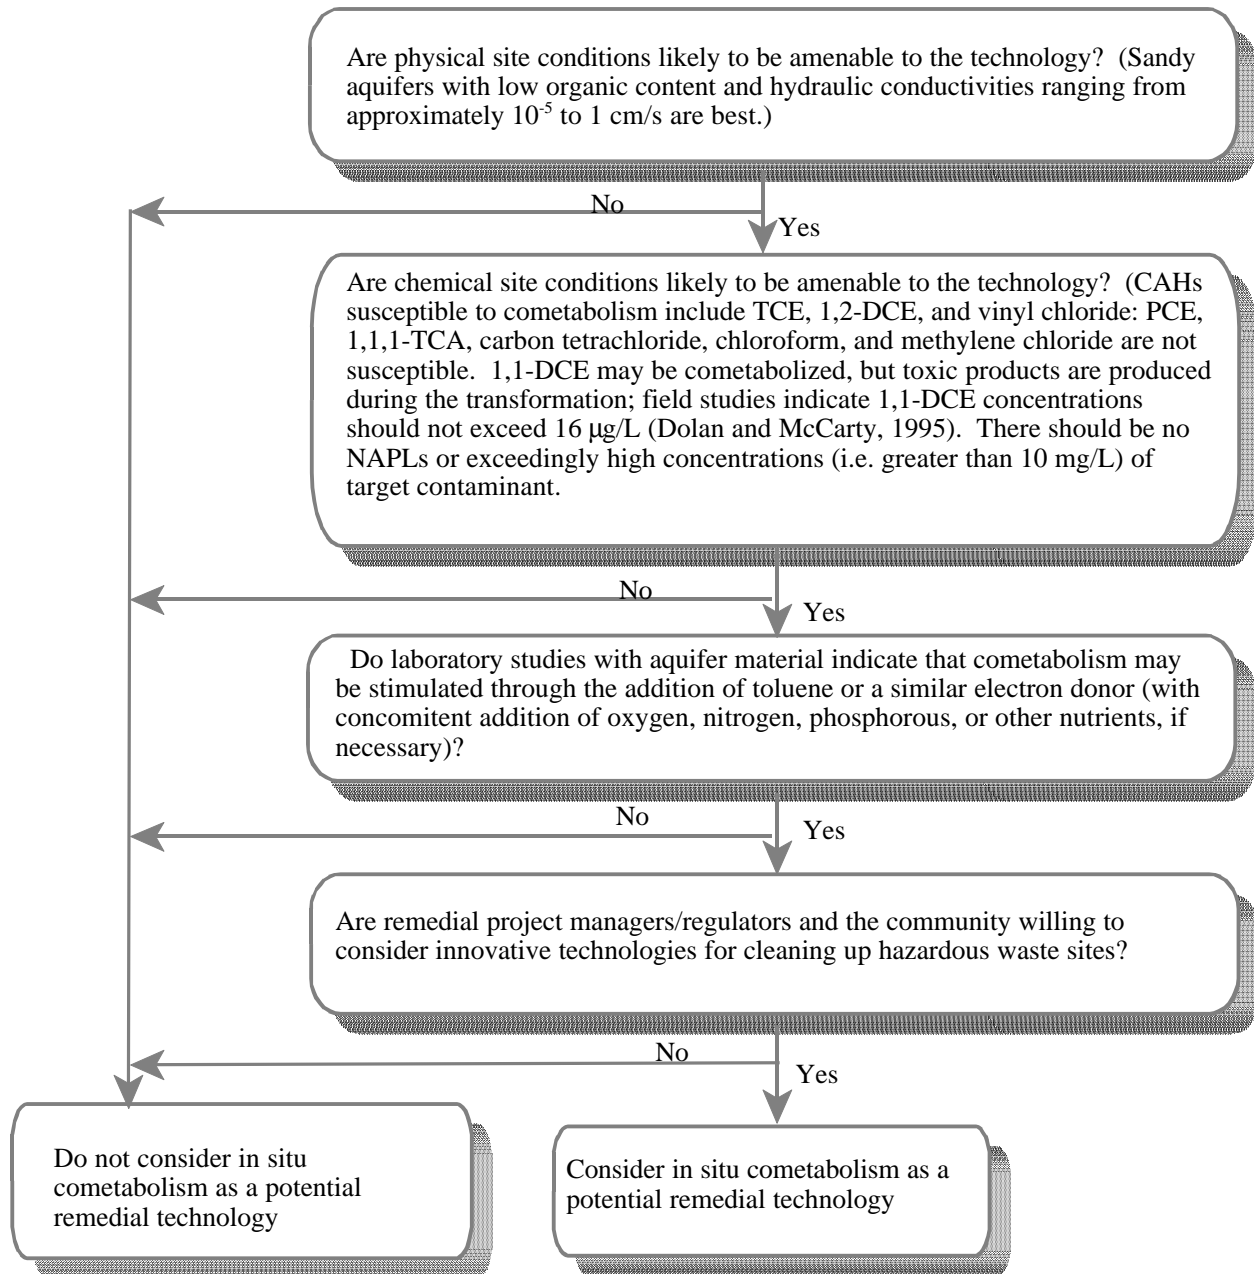 Are physical site conditions likely to be amenable to the technology?  (Sandy
aquifers with low organic content and hydraulic conductivities ranging from
approximately 10⁻⁵ to 1 cm/s are best.)
No
Yes
Are chemical site conditions likely to be amenable to the technology?  (CAHs
susceptible to cometabolism include TCE, 1,2-DCE, and vinyl chloride: PCE,
1,1,1-TCA, carbon tetrachloride, chloroform, and methylene chloride are not
susceptible.  1,1-DCE may be cometabolized, but toxic products are produced
during the transformation; field studies indicate 1,1-DCE concentrations
should not exceed 16 µg/L (Dolan and McCarty, 1995).  There should be no
NAPLs or exceedingly high concentrations (i.e. greater than 10 mg/L) of
target contaminant.
No
Yes
Do laboratory studies with aquifer material indicate that cometabolism may
be stimulated through the addition of toluene or a similar electron donor (with
concomitent addition of oxygen, nitrogen, phosphorous, or other nutrients, if
necessary)?
No
Yes
Are remedial project managers/regulators and the community willing to
consider innovative technologies for cleaning up hazardous waste sites?
No
Yes
Do not consider in situ
cometabolism as a potential
remedial technology
Consider in situ cometabolism as a
potential remedial technology